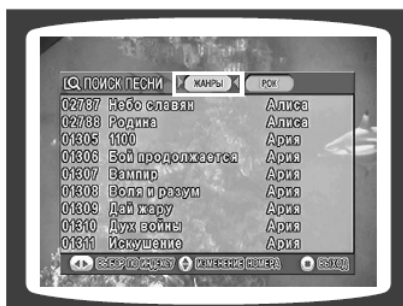 ПОИСК ПЕСНИ ЖАНРЫ РОК
02787 Небо славян Алиса
02788 Родина Алиса
01305 1100 Ария
01306 Бой продолжается Ария
01307 Вампир Ария
01308 Воля и разум Ария
01309 Дай жару Ария
01310 Дух войны Ария
01311 Искушение Ария
ВЫБОР ПО ИНДЕКСУ ИЗМЕНЕНИЕ НОМЕРА ВЫХОД